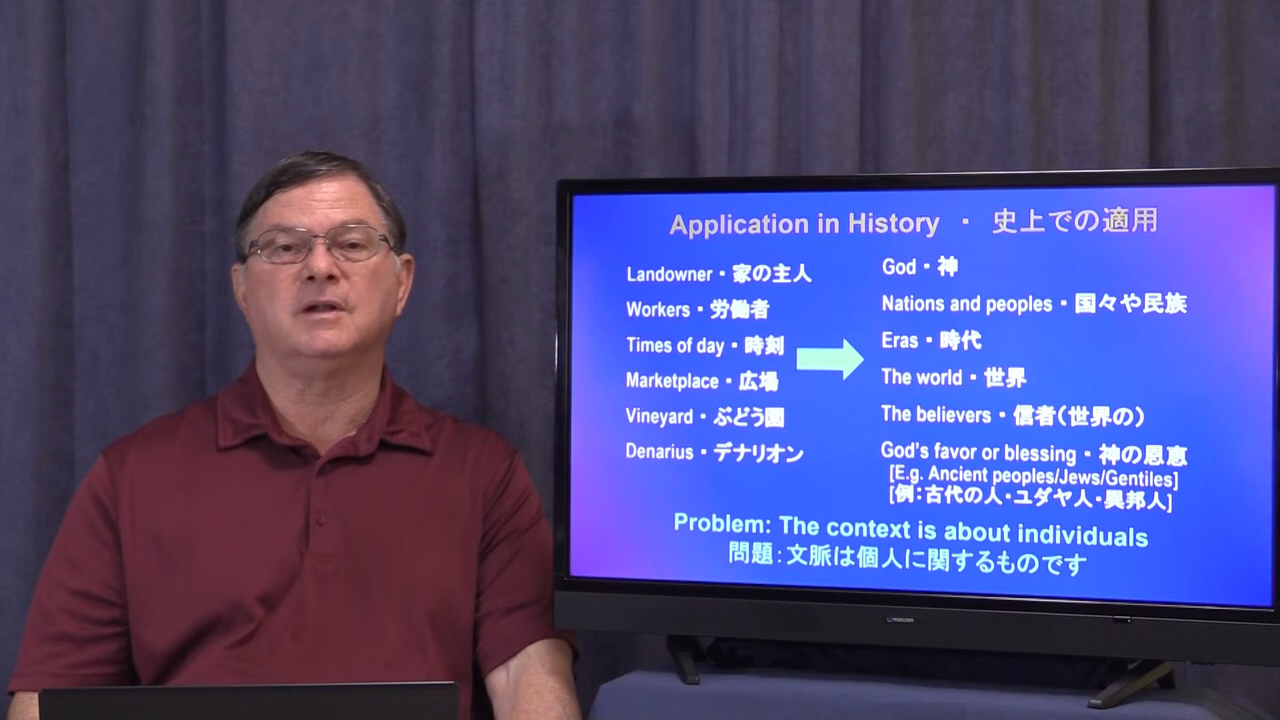 Application in History ・ 史上での適用
Landowner・家の主人
Workers・労働者
Times of day・時刻
Marketplace・広場
Vineyard・ぶどう園
Denarius・デナリオン
God・神
Nations and peoples・国々や民族
Eras・時代
The world・世界
The believers・信者(世界の)
God's favor or blessing・神の恩恵
[E.g. Ancient peoples/Jews/Gentiles]
[例：古代の人・ユダヤ人・異邦人]
Problem: The context is about individuals
問題：文脈は個人に関するものです